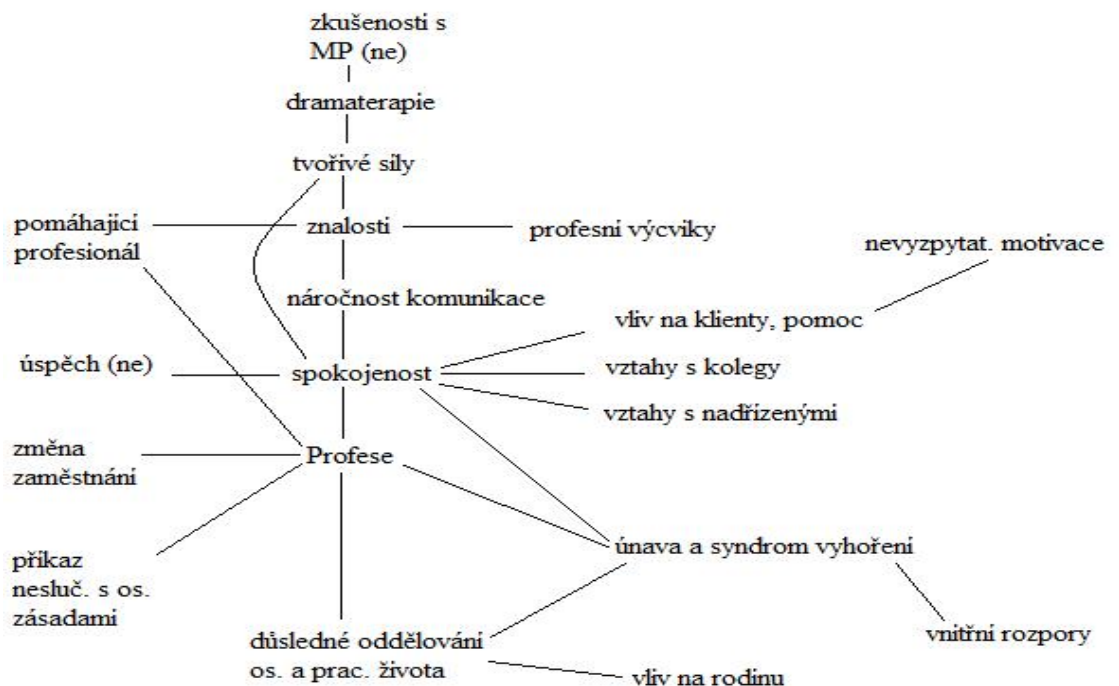 zkušenosti s
MP (ne)
dramaterapie
tvořivé síly
pomáhající
profesionál
znalosti
profesní výcviky
nevyzpytat. motivace
náročnost komunikace
vliv na klienty, pomoc
úspěch (ne)
spokojenost
vztahy s kolegy
vztahy s nadřízenými
změna
zaměstnání
Profese
příkaz
nesluč. s os.
zásadami
únava a syndrom vyhoření
důsledné oddělování
os. a prac. života
vnitřní rozpory
vliv na rodinu